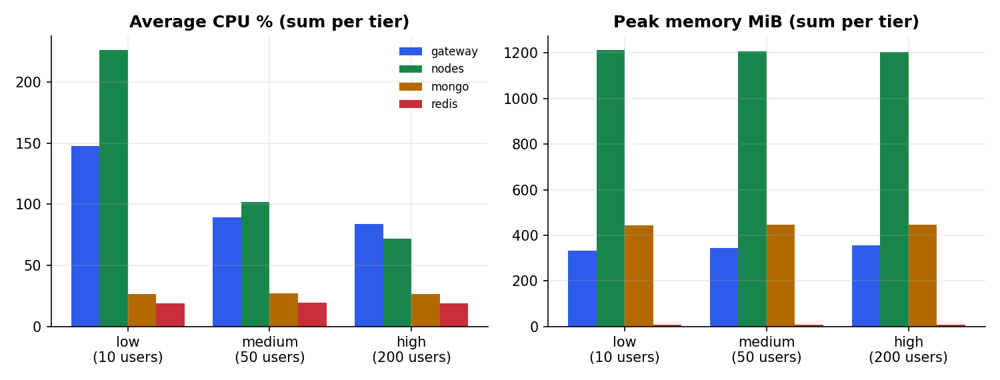 Average CPU % (sum per tier)
200
150
100
50
0
gateway
nodes
mongo
redis
low
(10 users)
medium
(50 users)
high
(200 users)
Peak memory MiB (sum per tier)
1200
1000
800
600
400
200
0
low
(10 users)
medium
(50 users)
high
(200 users)